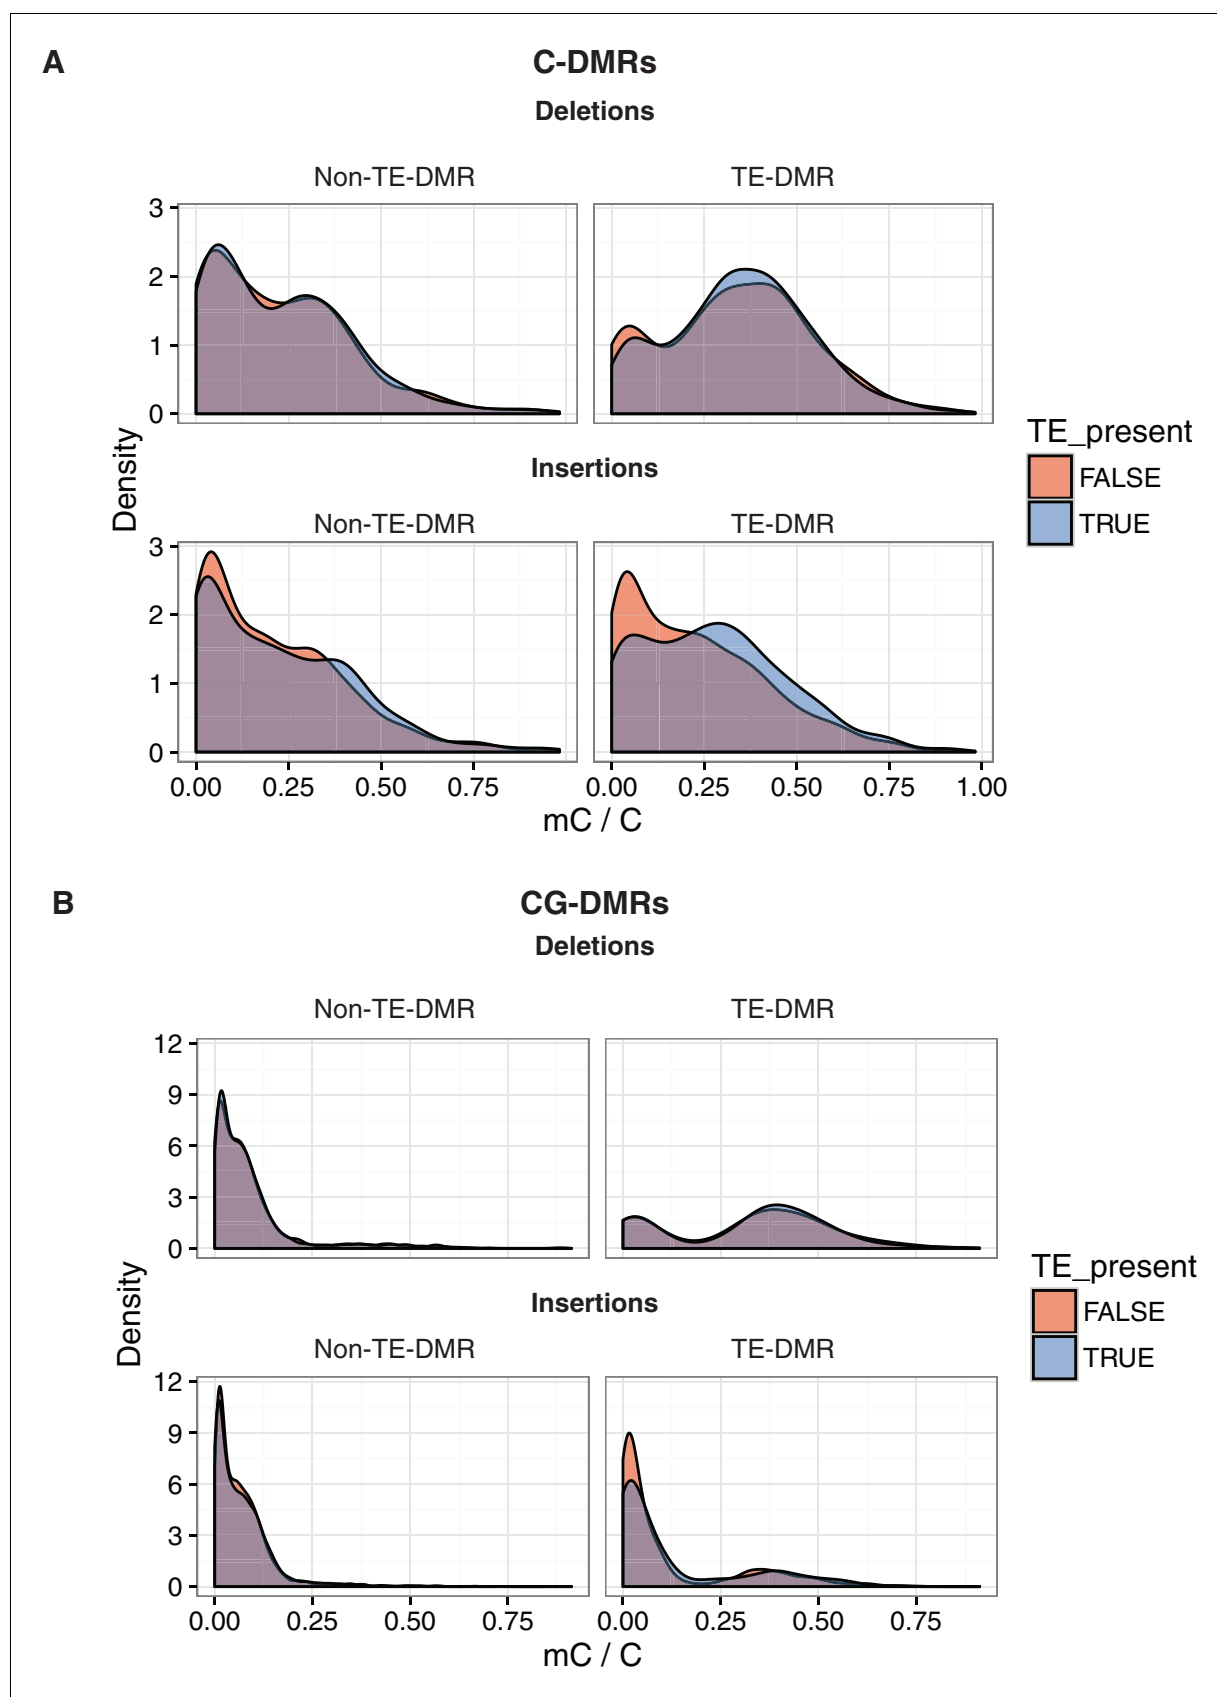 A
C-DMRs
Deletions
Non-TE-DMR TE-DMR
3
2
1
0
Density
Insertions
Non-TE-DMR TE-DMR
3
2
1
0
0.00 0.25 0.50 0.75 0.00 0.25 0.50 0.75 1.00
mC / C
TE_present
FALSE
TRUE
B
CG-DMRs
Deletions
Non-TE-DMR TE-DMR
12
9
6
3
0
Density
Insertions
Non-TE-DMR TE-DMR
12
9
6
3
0
0.00 0.25 0.50 0.75 0.00 0.25 0.50 0.75
mC / C
TE_present
FALSE
TRUE